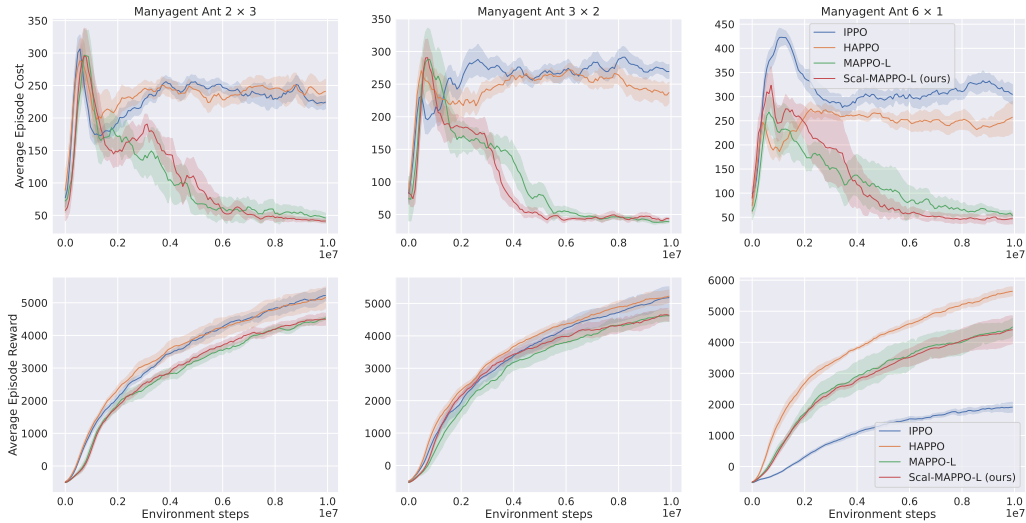 Manyagent Ant 2 × 3
Manyagent Ant 3 × 2
Manyagent Ant 6 × 1
Average Episode Cost
350
300
250
200
150
100
50
0.0 0.2 0.4 0.6 0.8 1.0
1e7
350
300
250
200
150
100
50
0.0 0.2 0.4 0.6 0.8 1.0
1e7
450
400
350
300
250
200
150
100
50
0.0 0.2 0.4 0.6 0.8 1.0
1e7
IPPO
HAPPO
MAPPO-L
Scal-MAPPO-L (ours)
Average Episode Reward
5000
4000
3000
2000
1000
0
0.0 0.2 0.4 0.6 0.8 1.0
Environment steps
1e7
5000
4000
3000
2000
1000
0
0.0 0.2 0.4 0.6 0.8 1.0
Environment steps
1e7
6000
5000
4000
3000
2000
1000
0
0.0 0.2 0.4 0.6 0.8 1.0
Environment steps
1e7
IPPO
HAPPO
MAPPO-L
Scal-MAPPO-L (ours)